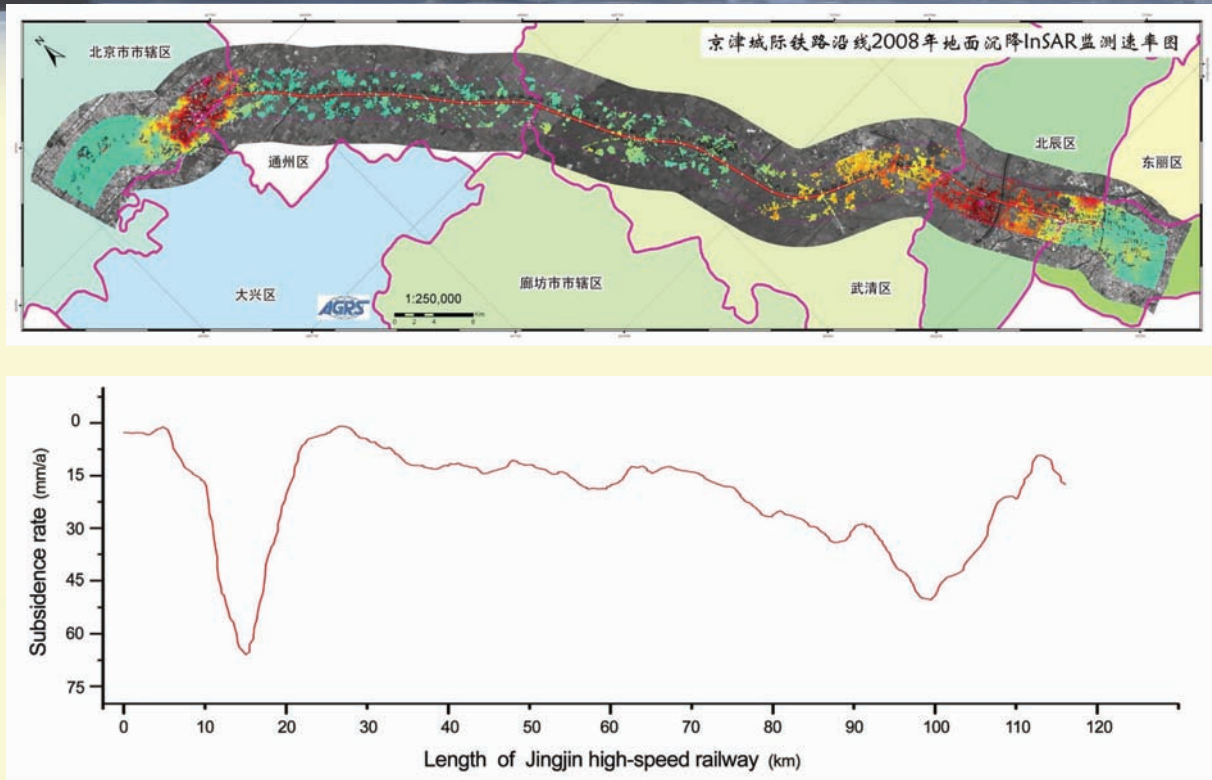 京津城际铁路沿线2008年地面沉降InSAR监测速率图
N
北京市市辖区
通州区
北辰区
东丽区
大兴区
廊坊市市辖区
武清区
AGRS
1:250,000
0 2 4 8 Km
Subsidence rate (mm/a)
0
15
30
45
60
75
0 10 20 30 40 50 60 70 80 90 100 110 120
Length of Jingjin high-speed railway (km)